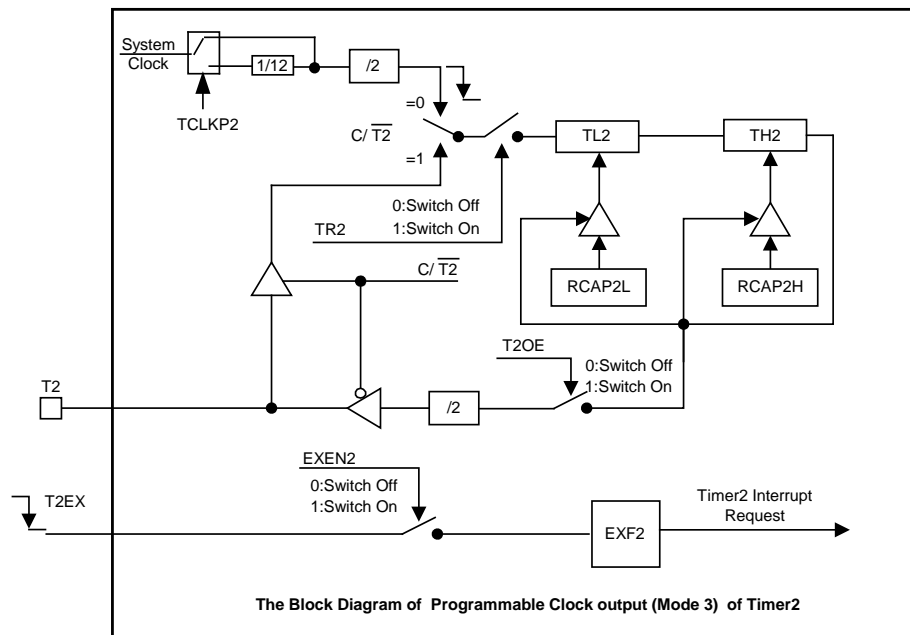 System
Clock
1/12
/2
TCLKP2
=0
C/ T2
=1
TL2
TH2
0:Switch Off
1:Switch On
TR2
C/ T2
RCAP2L
RCAP2H
T2OE
0:Switch Off
1:Switch On
T2
/2
EXEN2
0:Switch Off
1:Switch On
T2EX
EXF2
Timer2 Interrupt
Request
The Block Diagram of Programmable Clock output (Mode 3) of Timer2